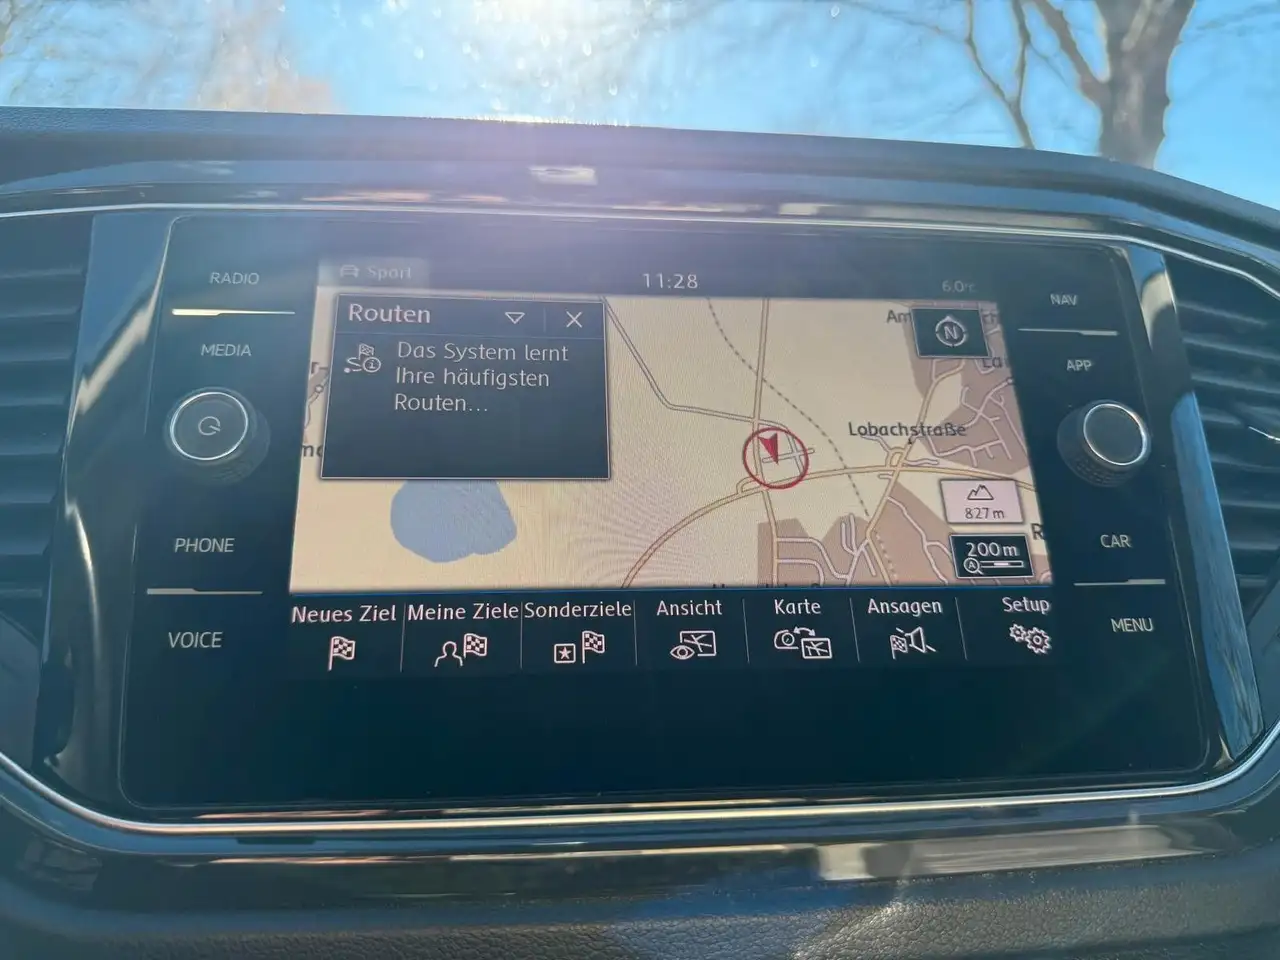 Sport
11:28
6.0°c
RADIO
MEDIA
PHONE
VOICE
NAV
APP
CAR
MENU
Routen
Das System lernt
Ihre häufigsten
Routen...
N
Lobachstraße
827 m
200 m
Neues Ziel
Meine Ziele
Sonderziele
Ansicht
Karte
Ansagen
Setup